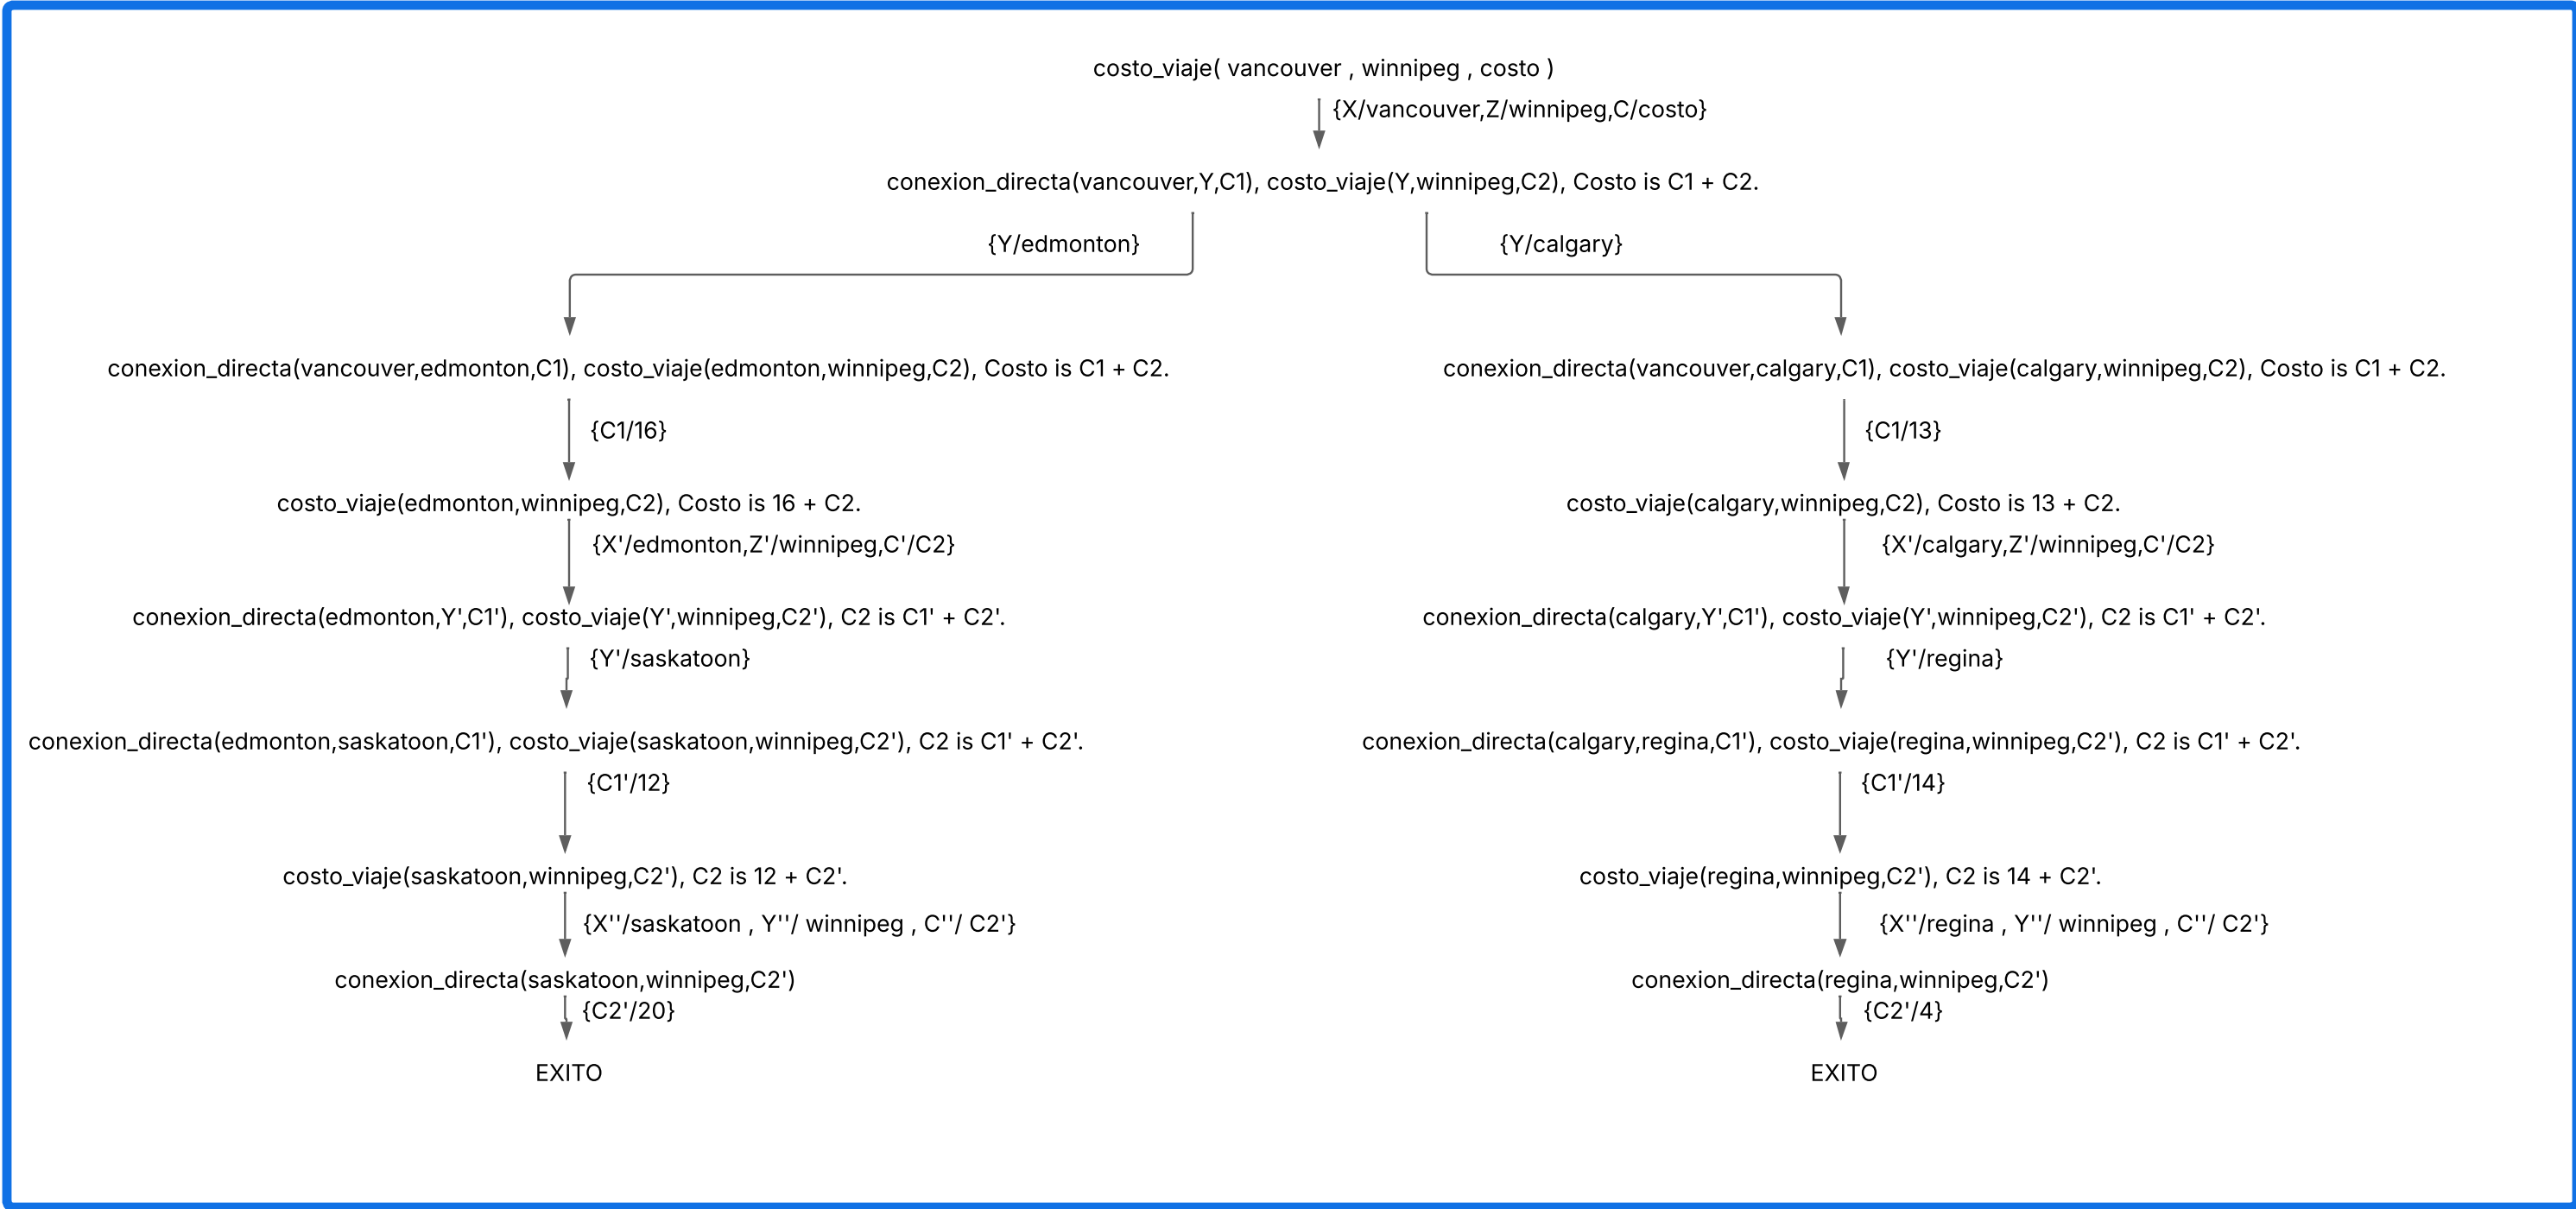 costo_viaje( vancouver , winnipeg , costo )
{X/vancouver,Z/winnipeg,C/costo}
conexion_directa(vancouver,Y,C1), costo_viaje(Y,winnipeg,C2), Costo is C1 + C2.
{Y/edmonton}
{Y/calgary}
conexion_directa(vancouver,edmonton,C1), costo_viaje(edmonton,winnipeg,C2), Costo is C1 + C2.
{C1/16}
costo_viaje(edmonton,winnipeg,C2), Costo is 16 + C2.
{X'/edmonton,Z'/winnipeg,C'/C2}
conexion_directa(edmonton,Y',C1'), costo_viaje(Y',winnipeg,C2'), C2 is C1' + C2'.
{Y'/saskatoon}
conexion_directa(edmonton,saskatoon,C1'), costo_viaje(saskatoon,winnipeg,C2'), C2 is C1' + C2'.
{C1'/12}
costo_viaje(saskatoon,winnipeg,C2'), C2 is 12 + C2'.
{X''/saskatoon , Y''/ winnipeg , C''/ C2'}
conexion_directa(saskatoon,winnipeg,C2')
{C2'/20}
EXITO
conexion_directa(vancouver,calgary,C1), costo_viaje(calgary,winnipeg,C2), Costo is C1 + C2.
{C1/13}
costo_viaje(calgary,winnipeg,C2), Costo is 13 + C2.
{X'/calgary,Z'/winnipeg,C'/C2}
conexion_directa(calgary,Y',C1'), costo_viaje(Y',winnipeg,C2'), C2 is C1' + C2'.
{Y'/regina}
conexion_directa(calgary,regina,C1'), costo_viaje(regina,winnipeg,C2'), C2 is C1' + C2'.
{C1'/14}
costo_viaje(regina,winnipeg,C2'), C2 is 14 + C2'.
{X''/regina , Y''/ winnipeg , C''/ C2'}
conexion_directa(regina,winnipeg,C2')
{C2'/4}
EXITO